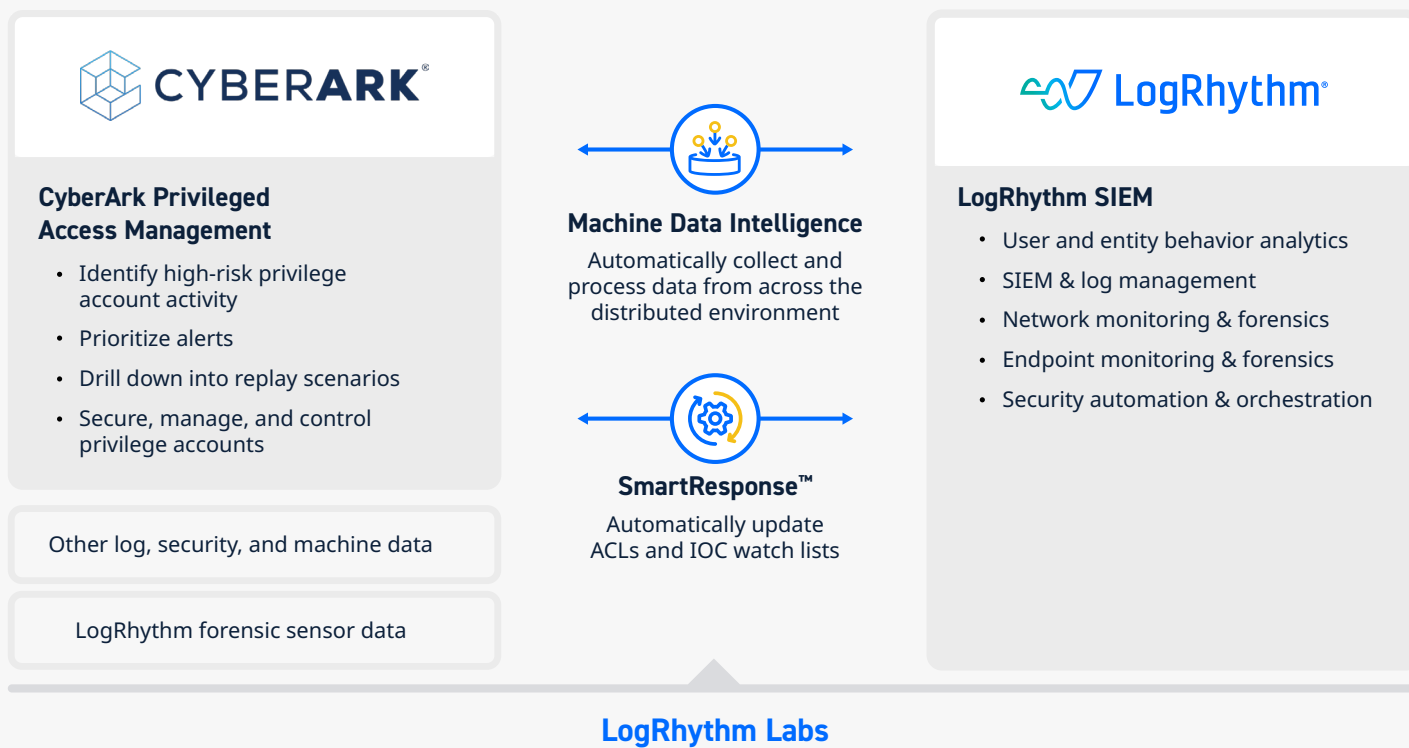 CYBERARK®
CyberArk Privileged
Access Management
• Identify high-risk privilege
account activity
• Prioritize alerts
• Drill down into replay scenarios
• Secure, manage, and control
privilege accounts
Other log, security, and machine data
LogRhythm forensic sensor data
Machine Data Intelligence
Automatically collect and
process data from across the
distributed environment
SmartResponse™
Automatically update
ACLs and IOC watch lists
LogRhythm®
LogRhythm SIEM
• User and entity behavior analytics
• SIEM & log management
• Network monitoring & forensics
• Endpoint monitoring & forensics
• Security automation & orchestration
LogRhythm Labs